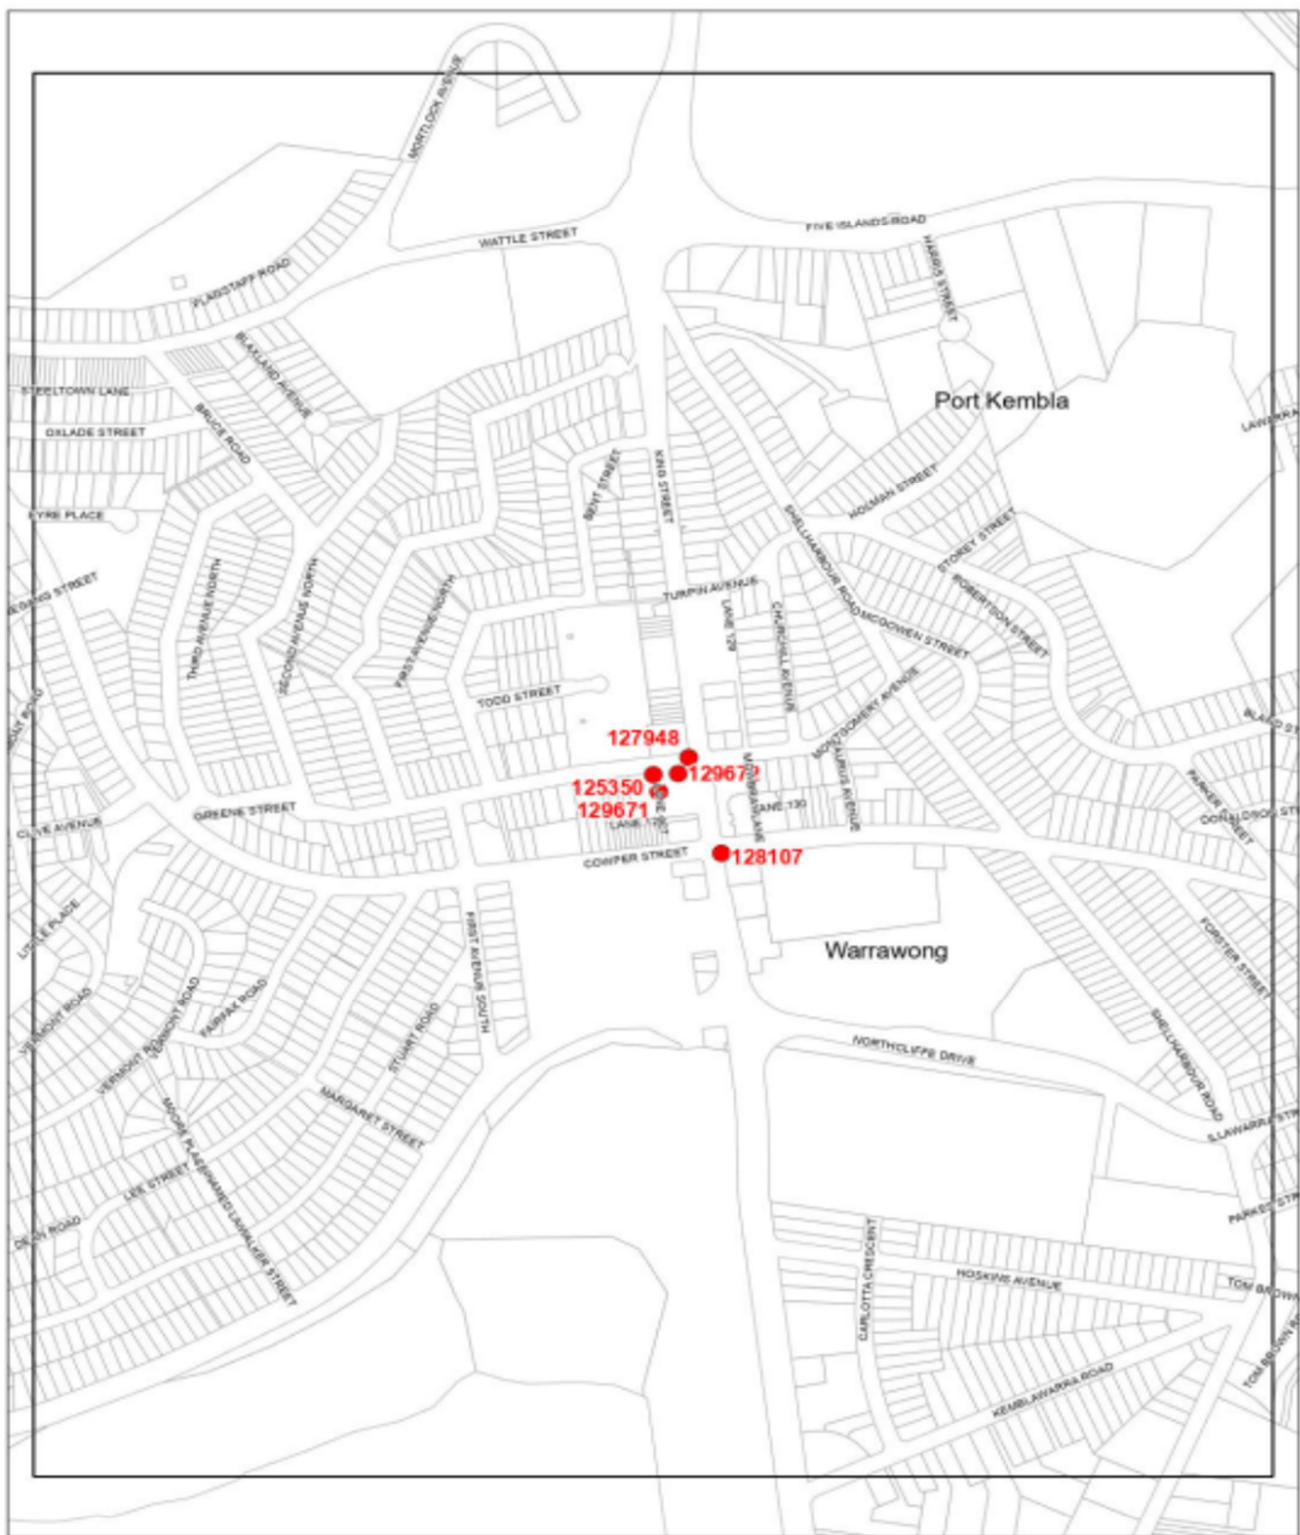 MORTLOCK AVENUE
WATTLE STREET
FIVE ISLANDS ROAD
HARRIS STREET
FLAGSTAFF ROAD
BLAXLAND AVENUE
STEELTOWN LANE
BRUCE ROAD
OXLADE STREET
Port Kembla
KING STREET
BENT STREET
HOLMAN STREET
EYRE PLACE
SHELLHARBOUR ROAD
STOREY STREET
ROBERTSON STREET
THIRD AVENUE NORTH
SECOND AVENUE NORTH
FIRST AVENUE NORTH
TURPIN AVENUE
LANE 129
CHURCHILL AVENUE
MCGOWEN STREET
TODD STREET
MONTGOMERY AVENUE
127948
125350
129671
128107
LANE 130
GREENE STREET
CLIVE AVENUE
PARKER STREET
COWPER STREET
LITTLE PLACE
FIRST AVENUE SOUTH
Warrawong
FORSTER STREET
VERMONT ROAD
VERMONT ROAD
FAIRFAX ROAD
STUART ROAD
NORTHCLIFFE DRIVE
SHELLHARBOUR ROAD
MARGARET STREET
LEE STREET
WALKER STREET
CARLOTTA CRESCENT
HOSKINS AVENUE
KEMBLAWARRA ROAD